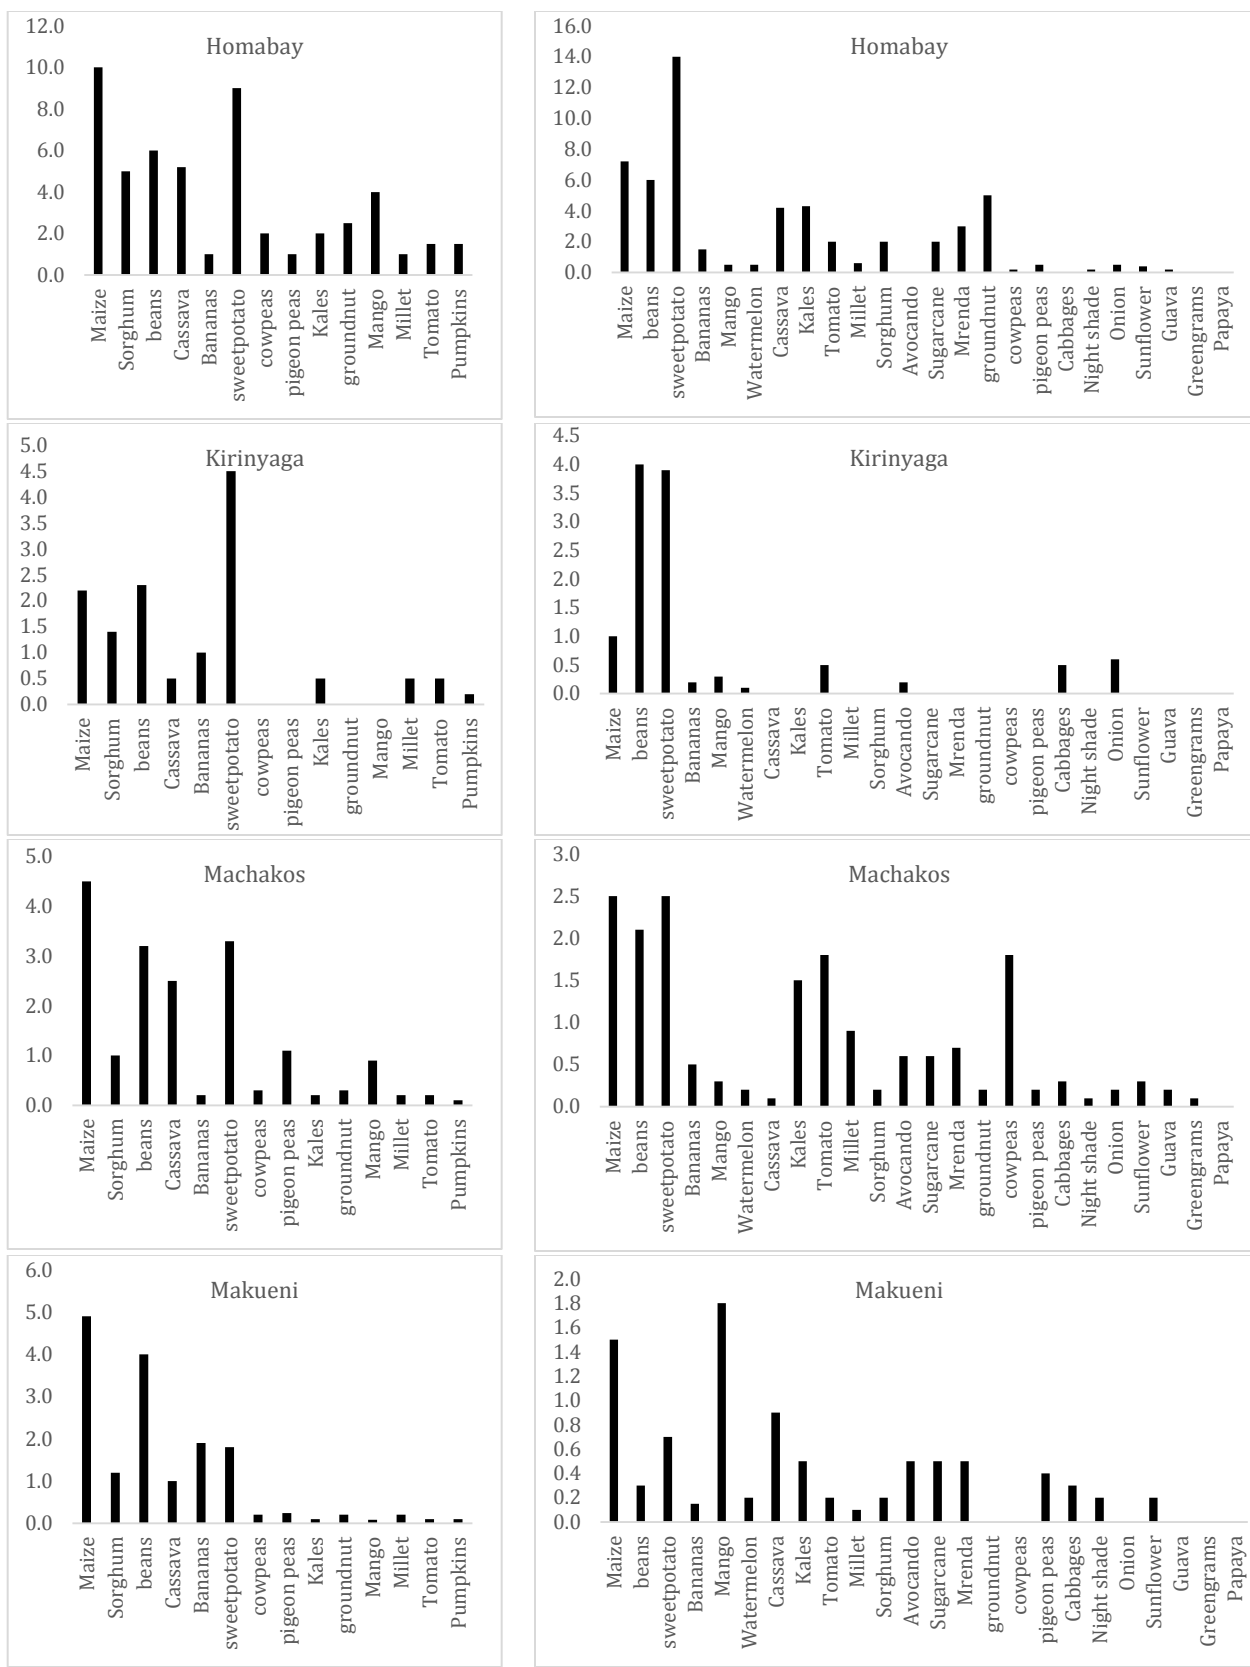 Homabay
12.0
10.0
8.0
6.0
4.0
2.0
0.0
Maize
Sorghum
beans
Cassava
Bananas
sweetpotato
cowpeas
pigeon peas
Kales
groundnut
Mango
Millet
Tomato
Pumpkins
Homabay
16.0
14.0
12.0
10.0
8.0
6.0
4.0
2.0
0.0
Maize
beans
sweetpotato
Bananas
Mango
Watermelon
Cassava
Kales
Tomato
Millet
Sorghum
Avocando
Sugarcane
Mrenda
groundnut
cowpeas
pigeon peas
Cabbages
Night shade
Onion
Sunflower
Guava
Greengrams
Papaya
Kirinyaga
5.0
4.5
4.0
3.5
3.0
2.5
2.0
1.5
1.0
0.5
0.0
Maize
Sorghum
beans
Cassava
Bananas
sweetpotato
cowpeas
pigeon peas
Kales
groundnut
Mango
Millet
Tomato
Pumpkins
Kirinyaga
4.5
4.0
3.5
3.0
2.5
2.0
1.5
1.0
0.5
0.0
Maize
beans
sweetpotato
Bananas
Mango
Watermelon
Cassava
Kales
Tomato
Millet
Sorghum
Avocando
Sugarcane
Mrenda
groundnut
cowpeas
pigeon peas
Cabbages
Night shade
Onion
Sunflower
Guava
Greengrams
Papaya
Machakos
5.0
4.0
3.0
2.0
1.0
0.0
Maize
Sorghum
beans
Cassava
Bananas
sweetpotato
cowpeas
pigeon peas
Kales
groundnut
Mango
Millet
Tomato
Pumpkins
Machakos
3.0
2.5
2.0
1.5
1.0
0.5
0.0
Maize
beans
sweetpotato
Bananas
Mango
Watermelon
Cassava
Kales
Tomato
Millet
Sorghum
Avocando
Sugarcane
Mrenda
groundnut
cowpeas
pigeon peas
Cabbages
Night shade
Onion
Sunflower
Guava
Greengrams
Papaya
Makueni
6.0
5.0
4.0
3.0
2.0
1.0
0.0
Maize
Sorghum
beans
Cassava
Bananas
sweetpotato
cowpeas
pigeon peas
Kales
groundnut
Mango
Millet
Tomato
Pumpkins
Makueni
2.0
1.8
1.6
1.4
1.2
1.0
0.8
0.6
0.4
0.2
0.0
Maize
beans
sweetpotato
Bananas
Mango
Watermelon
Cassava
Kales
Tomato
Millet
Sorghum
Avocando
Sugarcane
Mrenda
groundnut
cowpeas
pigeon peas
Cabbages
Night shade
Onion
Sunflower
Guava
Greengrams
Papaya